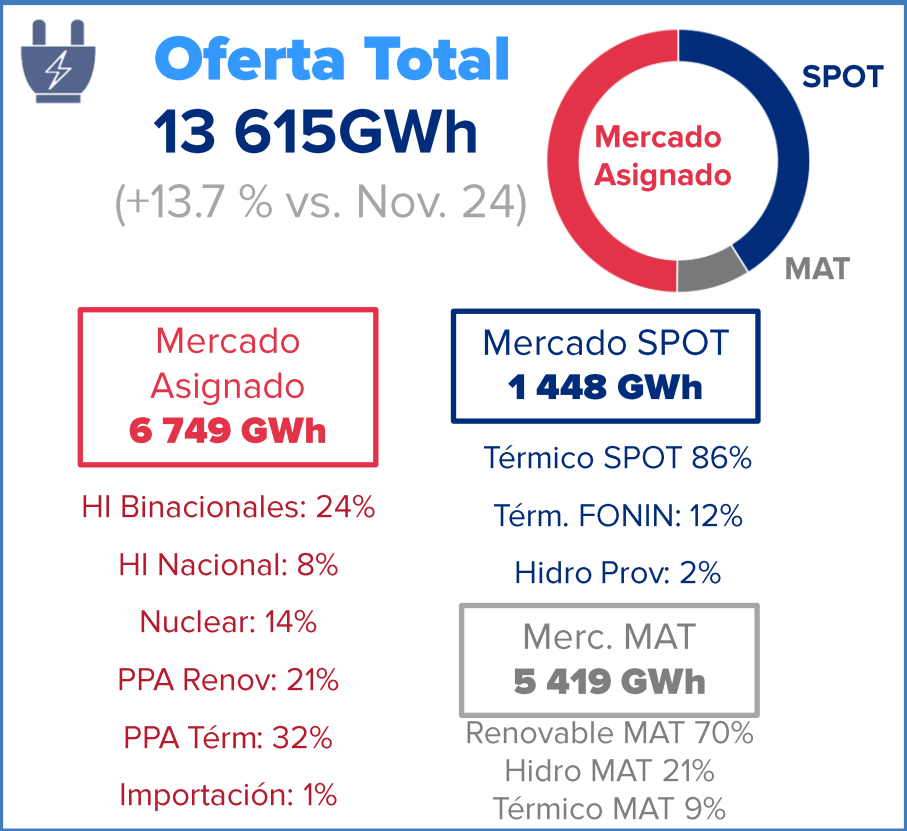 Oferta Total
13 615GWh
(+13.7 % vs. Nov. 24)
SPOT
Mercado
Asignado
MAT
Mercado
Asignado
6 749 GWh
HI Binacionales: 24%
HI Nacional: 8%
Nuclear: 14%
PPA Renov: 21%
PPA Térm: 32%
Importación: 1%
Mercado SPOT
1 448 GWh
Térmico SPOT 86%
Térm. FONIN: 12%
Hidro Prov: 2%
Merc. MAT
5 419 GWh
Renovable MAT 70%
Hidro MAT 21%
Térmico MAT 9%